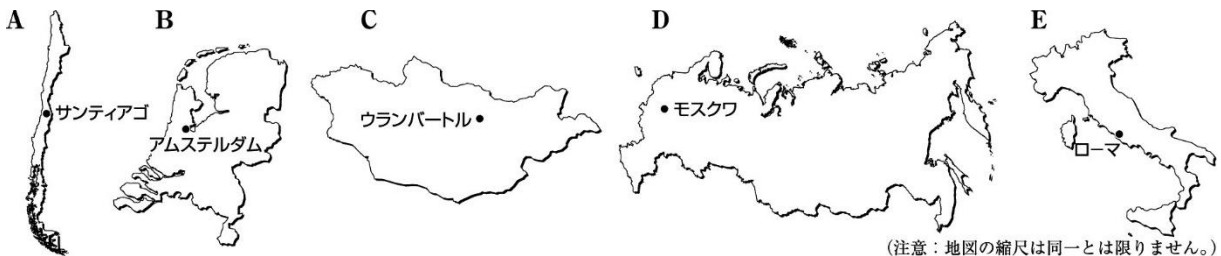 A
B
C
D
E
サンティアゴ
アムステルダム
ウランバートル
モスクワ
ローマ
(注意：地図の縮尺は同一とは限りません。)